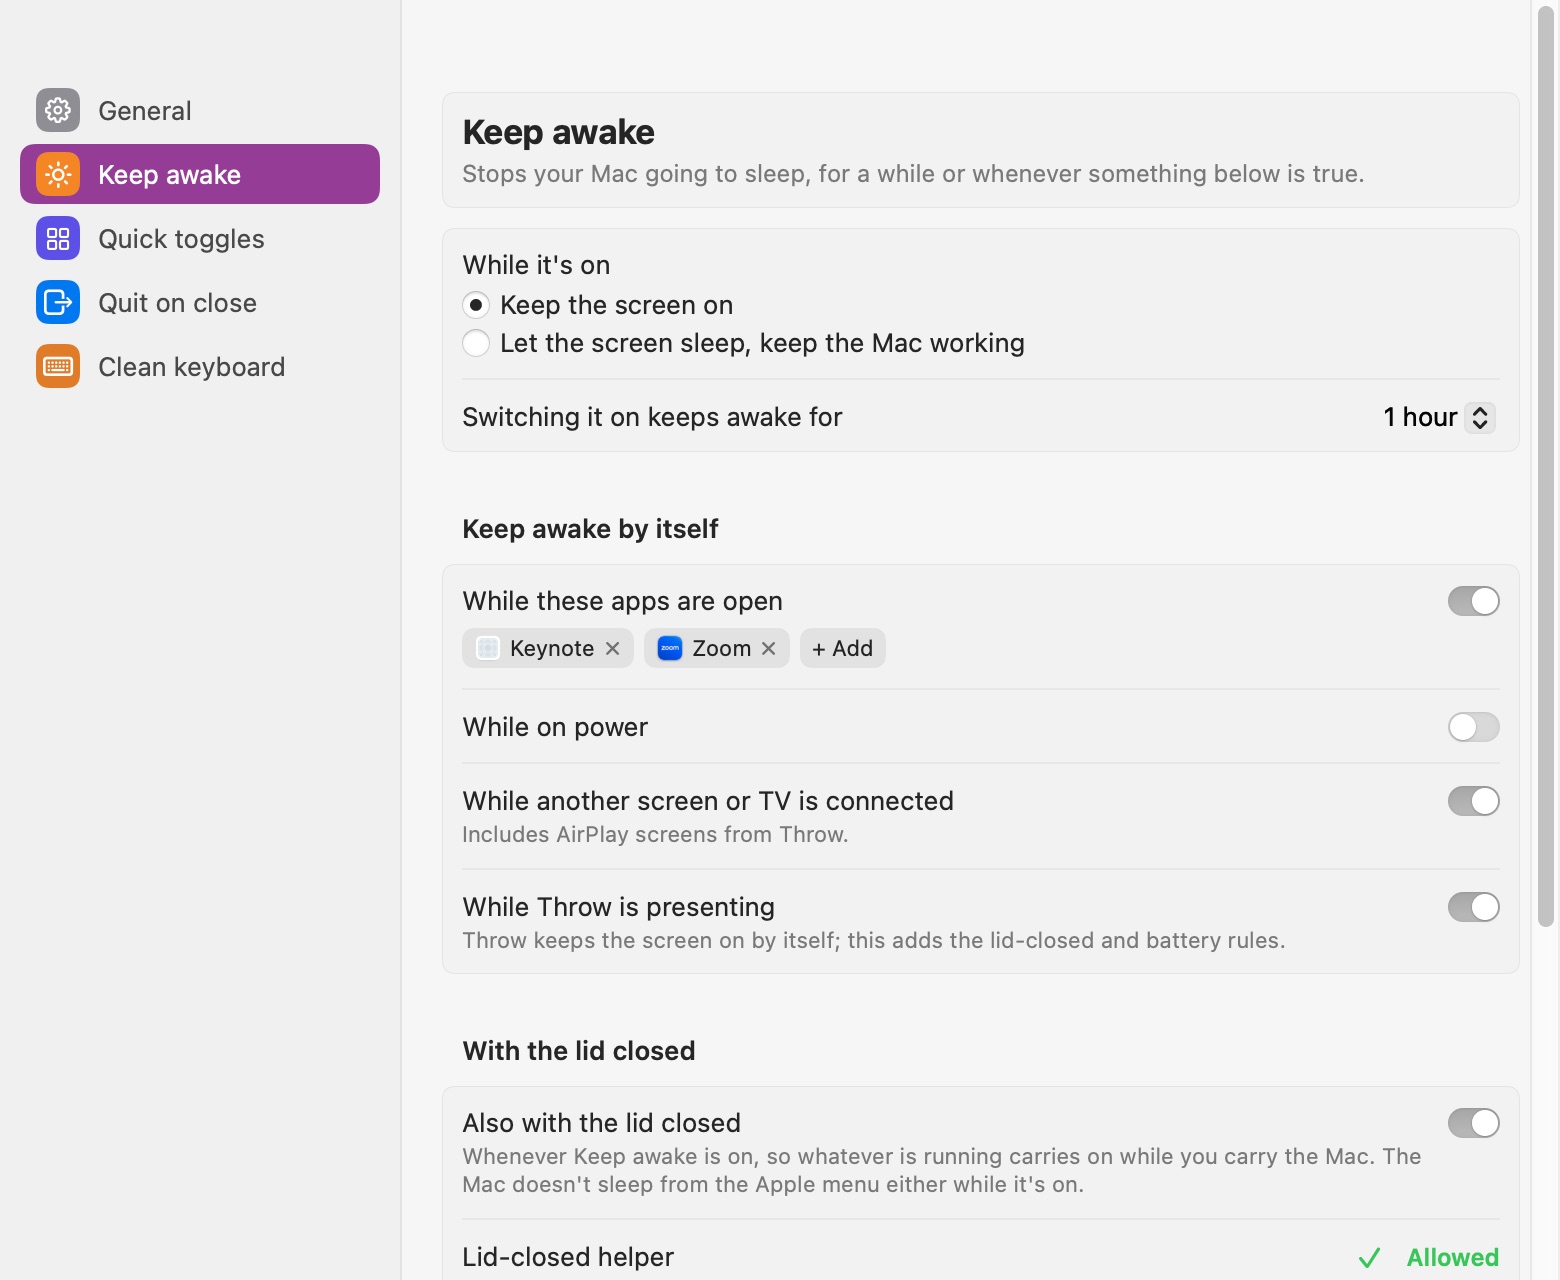 General
Keep awake
Quick toggles
Quit on close
Clean keyboard
Keep awake
Stops your Mac going to sleep, for a while or whenever something below is true.
While it's on
Keep the screen on
Let the screen sleep, keep the Mac working
Switching it on keeps awake for 1 hour
Keep awake by itself
While these apps are open
Keynote zoom Zoom + Add
While on power
While another screen or TV is connected
Includes AirPlay screens from Throw.
While Throw is presenting
Throw keeps the screen on by itself; this adds the lid-closed and battery rules.
With the lid closed
Also with the lid closed
Whenever Keep awake is on, so whatever is running carries on while you carry the Mac. The
Mac doesn't sleep from the Apple menu either while it's on.
Lid-closed helper ✓ Allowed